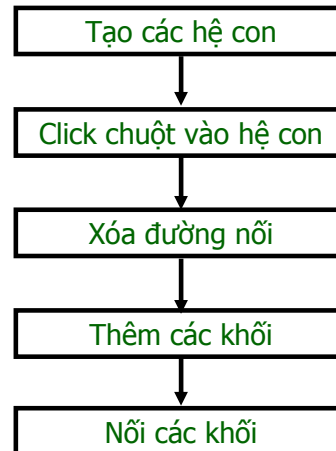 Tạo các hệ con
Click chuột vào hệ con
Xóa đường nối
Thêm các khối
Nối các khối